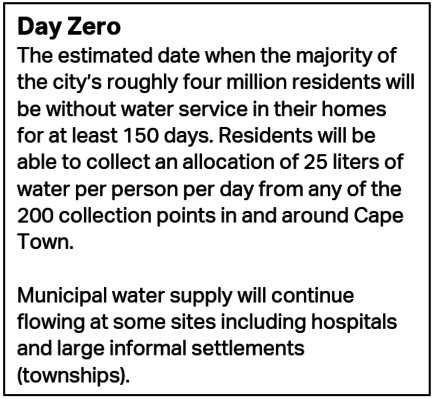 Day Zero
The estimated date when the majority of
the city's roughly four million residents will
be without water service in their homes
for at least 150 days. Residents will be
able to collect an allocation of 25 liters of
water per person per day from any of the
200 collection points in and around Cape
Town.
Municipal water supply will continue
flowing at some sites including hospitals
and large informal settlements
(townships).